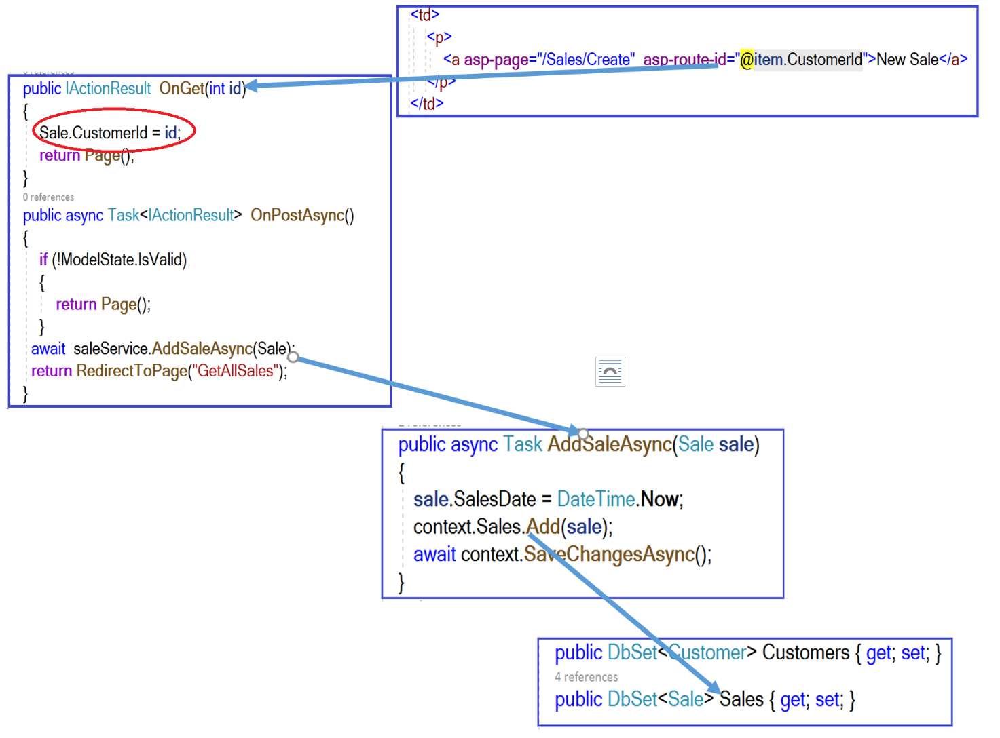 <td>
<p>
<a asp-page="/Sales/Create" asp-route-id="@item.CustomerId">New Sale</a>
</p>
</td>
public IActionResult OnGet(int id)
{
Sale.CustomerId = id;
return Page();
}
0 references
public async Task<IActionResult> OnPostAsync()
{
if (!ModelState.IsValid)
{
return Page();
}
await saleService.AddSaleAsync(Sale);
return RedirectToPage("GetAllSales");
}
public async Task AddSaleAsync(Sale sale)
{
sale.SalesDate = DateTime.Now;
context.Sales.Add(sale);
await context.SaveChangesAsync();
}
public DbSet<Customer> Customers { get; set; }
4 references
public DbSet<Sale> Sales { get; set; }